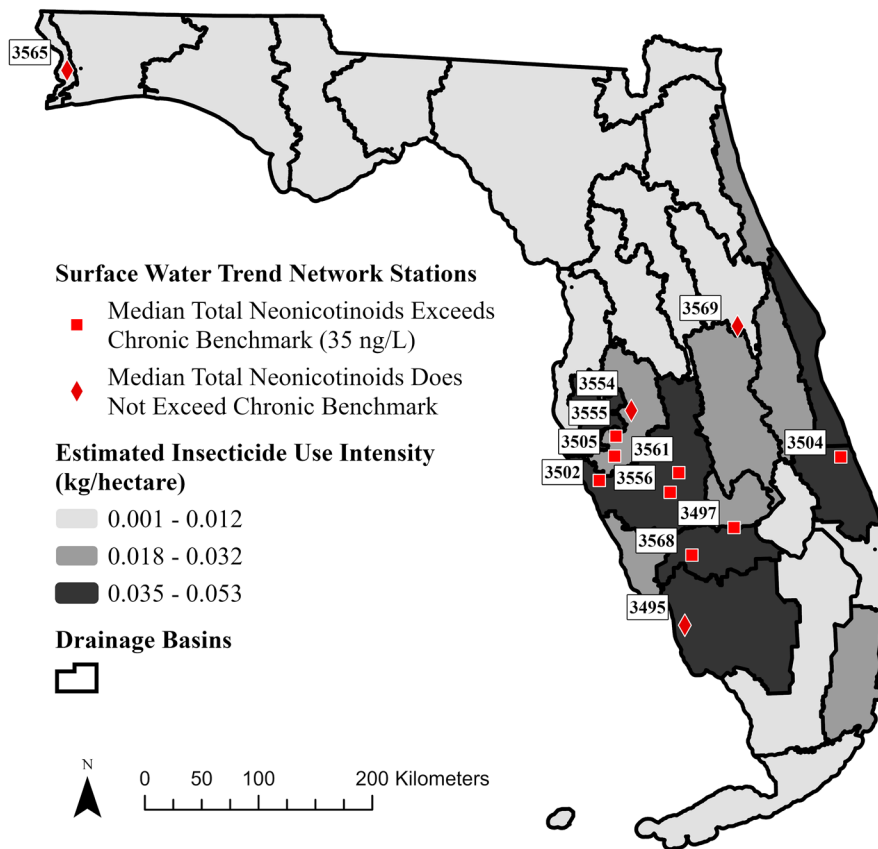 3565
Surface Water Trend Network Stations
Median Total Neonicotinoids Exceeds
Chronic Benchmark (35 ng/L)
Median Total Neonicotinoids Does
Not Exceed Chronic Benchmark
Estimated Insecticide Use Intensity
(kg/hectare)
0.001 - 0.012
0.018 - 0.032
0.035 - 0.053
Drainage Basins
3569
3554
3555
3505
3561
3504
3502
3556
3497
3568
3495
N
0 50 100 200 Kilometers